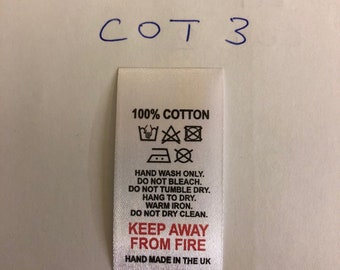 COT 3
100% COTTON
HAND WASH ONLY.
DO NOT BLEACH.
DO NOT TUMBLE DRY.
HANG TO DRY.
WARM IRON.
DO NOT DRY CLEAN.
KEEP AWAY
FROM FIRE
HAND MADE IN THE UK